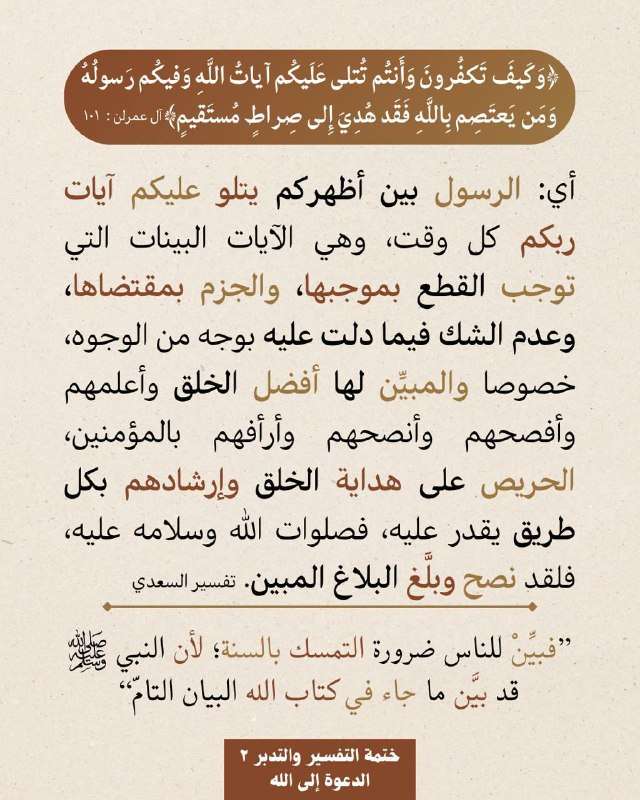 ﴿وَكَيفَ تَكفُرونَ وَأَنتُم تُتلى عَلَيكُم آياتُ اللَّهِ وَفيكُم رَسولُهُ
وَمَن يَعتَصِم بِاللَّهِ فَقَد هُدِيَ إِلى صِراطٍ مُستَقيمٍ﴾ آل عمرلن : ١٠١
أي: الرسول بين أظهركم يتلو عليكم آيات
ربكم كل وقت، وهي الآيات البينات التي
توجب القطع بموجبها، والجزم بمقتضاها،
وعدم الشك فيما دلت عليه بوجه من الوجوه،
خصوصا والمبيِّن لها أفضل الخلق وأعلمهم
وأفصحهم وأنصحهم وأرأفهم بالمؤمنين،
الحريص على هداية الخلق وإرشادهم بكل
طريق يقدر عليه، فصلوات الله وسلامه عليه،
فلقد نصح وبلَّغ البلاغ المبين. تفسير السعدي
”فبيِّنْ للناس ضرورة التمسك بالسنة؛ لأن النبي ﷺ
قد بيَّن ما جاء في كتاب الله البيان التامّ“
ختمة التفسير والتدبر ٢
الدعوة إلى الله